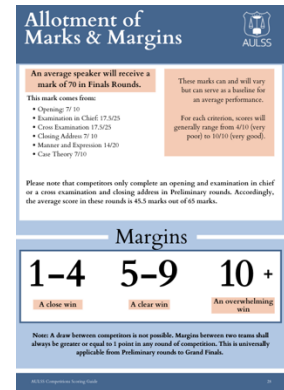 Allotment of
Marks & Margins
AULSS
An average speaker will receive a
mark of 70 in Finals Rounds.
This mark comes from:
• Opening: 7/ 10
• Examination in Chief: 17.5/25
• Cross Examination 17.5/25
• Closing Address 7/ 10
• Manner and Expression 14/20
• Case Theory 7/10
These marks can and will vary
but can serve as a baseline for
an average performance.
For each criterion, scores will
generally range from 4/10 (very
poor) to 10/10 (very good).
Please note that competitors only complete an opening and examination in chief
or a cross examination and closing address in Preliminary rounds. Accordingly,
the average score in these rounds is 45.5 marks out of 65 marks.
Margins
1-4
5-9
10 +
A close win
A clear win
An overwhelming
win
Note: A draw between competitors is not possible. Margins between two teams shall
always be greater or equal to 1 point in any round of competition. This is universally
applicable from Preliminary rounds to Grand Finals.
AULSS Competitions Scoring Guide